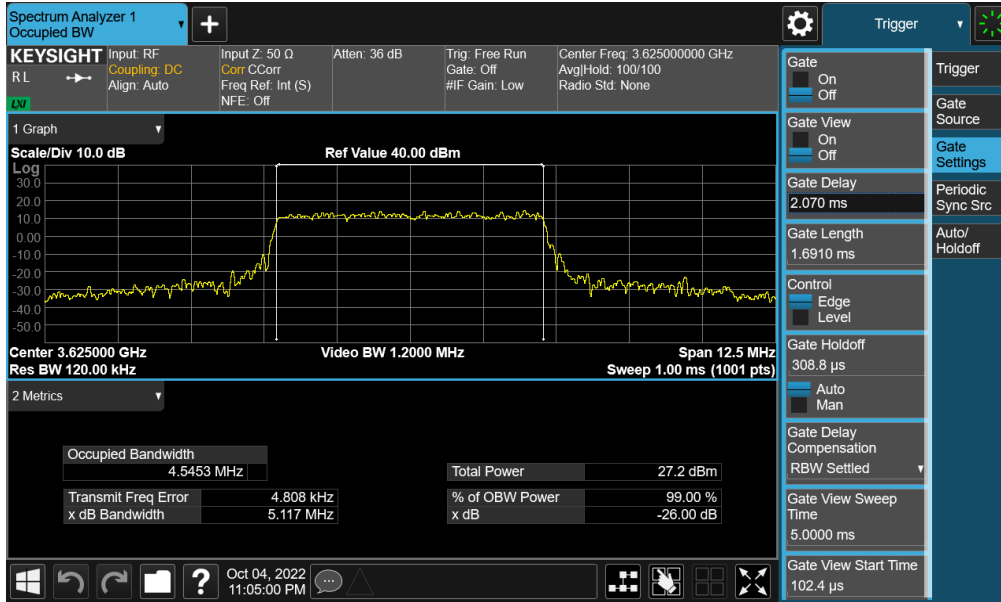 Spectrum Analyzer 1
Occupied BW
Trigger
KEYSIGHT
R L
LXI
Input: RF
Coupling: DC
Align: Auto
Input Z: 50 Ω
Corr CCorr
Freq Ref: Int (S)
NFE: Off
Atten: 36 dB
Trig: Free Run
Gate: Off
#IF Gain: Low
Center Freq: 3.625000000 GHz
Avg|Hold: 100/100
Radio Std: None
1 Graph
Scale/Div 10.0 dB
Ref Value 40.00 dBm
Log
30.0
20.0
10.0
0.00
-10.0
-20.0
-30.0
-40.0
-50.0
Center 3.625000 GHz
Video BW 1.2000 MHz
Span 12.5 MHz
Res BW 120.00 kHz
Sweep 1.00 ms (1001 pts)
2 Metrics
Occupied Bandwidth
4.5453 MHz
Total Power 27.2 dBm
Transmit Freq Error 4.808 kHz
% of OBW Power 99.00 %
x dB Bandwidth 5.117 MHz
x dB -26.00 dB
?
Oct 04, 2022
11:05:00 PM
Gate
On
Off
Gate View
On
Off
Gate Delay
2.070 ms
Gate Length
1.6910 ms
Control
Edge
Level
Gate Holdoff
308.8 µs
Auto
Man
Gate Delay
Compensation
RBW Settled
Gate View Sweep
Time
5.0000 ms
Gate View Start Time
102.4 µs
Trigger
Gate
Source
Gate
Settings
Periodic
Sync Src
Auto/
Holdoff